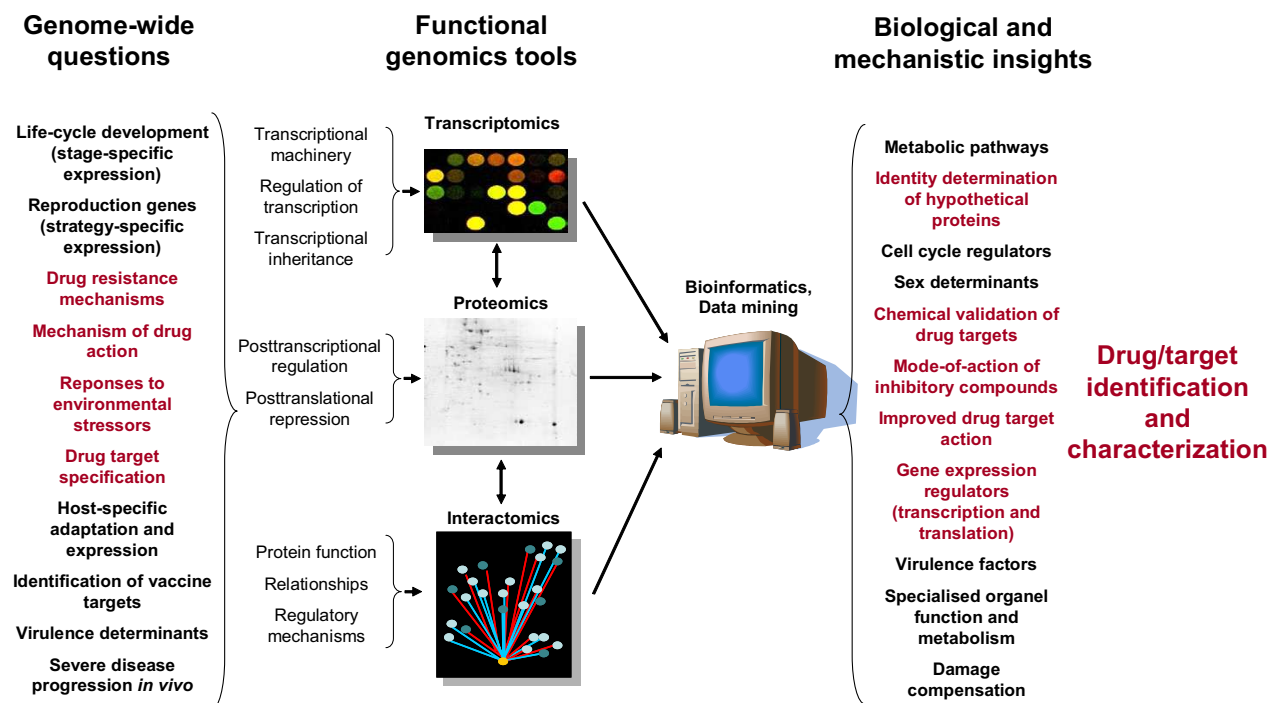 Genome-wide
questions
Functional
genomics tools
Biological and
mechistic insights
Life-cycle development
(stage-specific
expression)
Reproduction genes
(strategy-specific
expression)
Drug resistance
mechanisms
Mechanism of drug
action
Reponses to
environmental
stressors
Drug target
specification
Host-specific
adaptation and
expression
Identification of vaccine
targets
Virulence determinants
Severe disease
progression in vivo
Transcriptional
machinery
Regulation of
transcription
Transcriptional
inheritance
Posttranscriptional
regulation
Posttranslational
repression
Protein function
Relationships
Regulatory
mechanisms
Transcriptomics
Proteomics
Interactomics
Bioinformatics,
Data mining
Metabolic pathways
Identity determination
of hypothetical
proteins
Cell cycle regulators
Sex determinants
Chemical validation of
drug targets
Mode-of-action of
inhibitory compounds
Improved drug target
action
Gene expression
regulators
(transcription and
translation)
Virulence factors
Specialised organel
function and
metabolism
Damage
compensation
Drug/target
identification
and
characterization